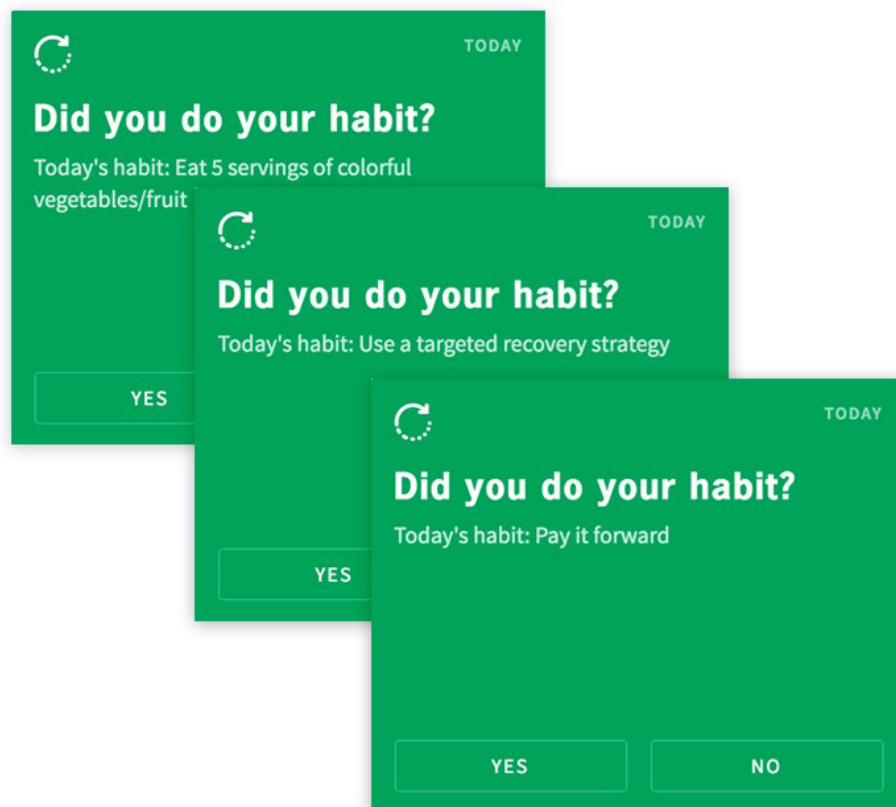 TODAY
Did you do your habit?
Today's habit: Eat 5 servings of colorful
vegetables/fruit
YES
TODAY
Did you do your habit?
Today's habit: Use a targeted recovery strategy
YES
TODAY
Did you do your habit?
Today's habit: Pay it forward
YES
NO